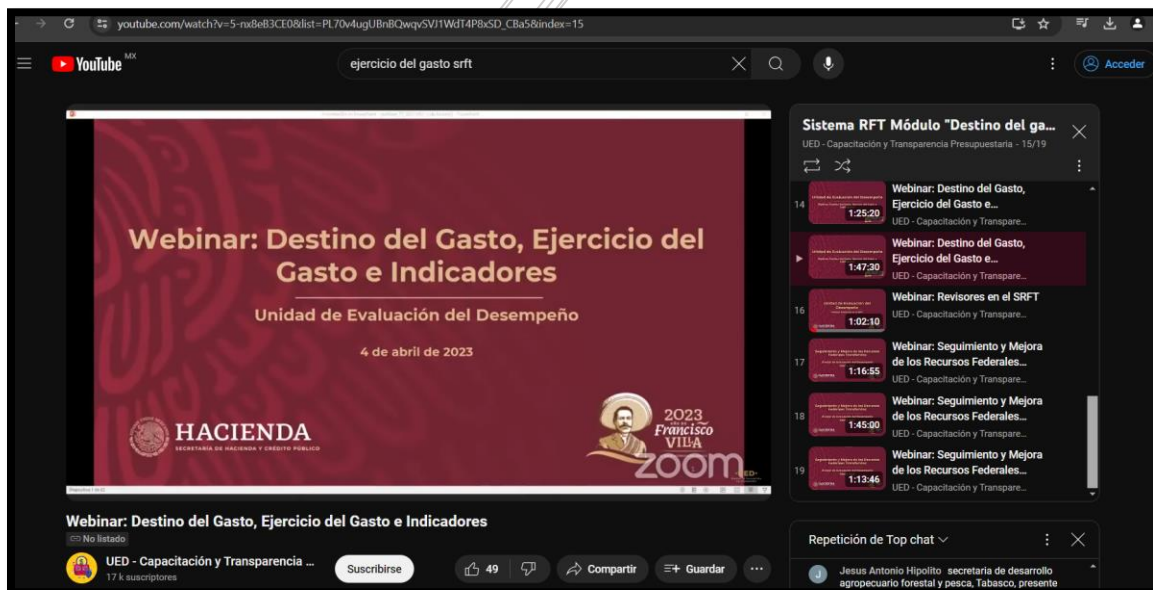 youtube.com/watch?v=5-nx8eB3CE0&list=PL70v4ugUBnBQwqvSVJ1WdT4P8xSD_CBa5&index=15
YouTube MX
ejercicio del gasto srft
Acceder
Webinar: Destino del Gasto, Ejercicio del
Gasto e Indicadores
Unidad de Evaluación del Desempeño
4 de abril de 2023
HACIENDA
SECRETARÍA DE HACIENDA Y CRÉDITO PÚBLICO
2023
Francisco
VILLA
zoom
-UED-
Sistema RFT Módulo "Destino del ga...
UED - Capacitación y Transparencia Presupuestaria - 15/19
14
1:25:20
Webinar: Destino del Gasto,
Ejercicio del Gasto e...
UED - Capacitación y Transpare...
1:47:30
Webinar: Destino del Gasto,
Ejercicio del Gasto e...
UED - Capacitación y Transpare...
16
1:02:10
Webinar: Revisores en el SRFT
UED - Capacitación y Transpare...
17
1:16:55
Webinar: Seguimiento y Mejora
de los Recursos Federales...
UED - Capacitación y Transpare...
18
1:45:00
Webinar: Seguimiento y Mejora
de los Recursos Federales...
UED - Capacitación y Transpare...
19
1:13:46
Webinar: Seguimiento y Mejora
de los Recursos Federales...
UED - Capacitación y Transpare...
Webinar: Destino del Gasto, Ejercicio del Gasto e Indicadores
No listado
UED - Capacitación y Transparencia ...
17 k suscriptores
Suscribirse
49
Compartir
Guardar
Repetición de Top chat
J
Jesus Antonio Hipolito secretaria de desarrollo
agropecuario forestal y pesca, Tabasco, presente